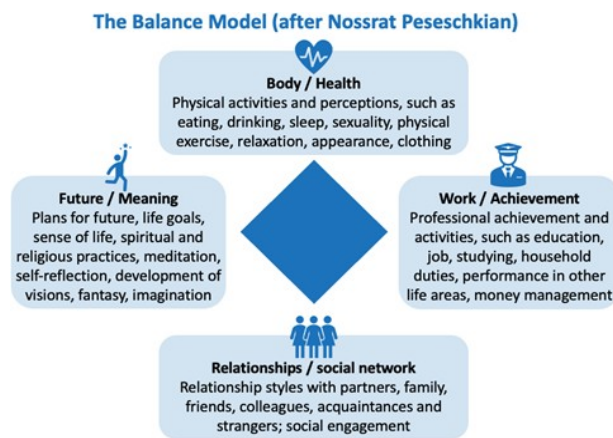 The Balance Model (after Nossrat Peseschkian)
Body / Health
Physical activities and perceptions, such as
eating, drinking, sleep, sexuality, physical
exercise, relaxation, appearance, clothing
Future / Meaning
Plans for future, life goals,
sense of life, spiritual and
religious practices, meditation,
self-reflection, development of
visions, fantasy, imagination
Work / Achievement
Professional achievement and
activities, such as education,
job, studying, household
duties, performance in other
life areas, money management
Relationships / social network
Relationship styles with partners, family,
friends, colleagues, acquaintances and
strangers; social engagement